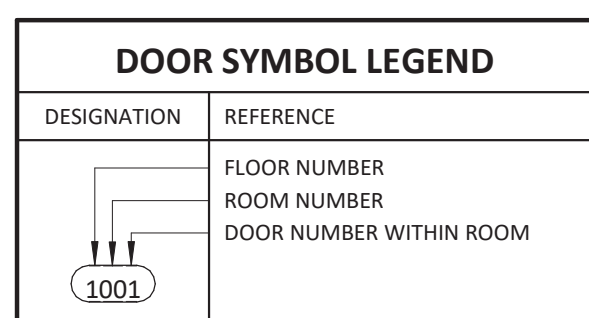 DOOR SYMBOL LEGEND
DESIGNATION REFERENCE
FLOOR NUMBER
ROOM NUMBER
DOOR NUMBER WITHIN ROOM
1001